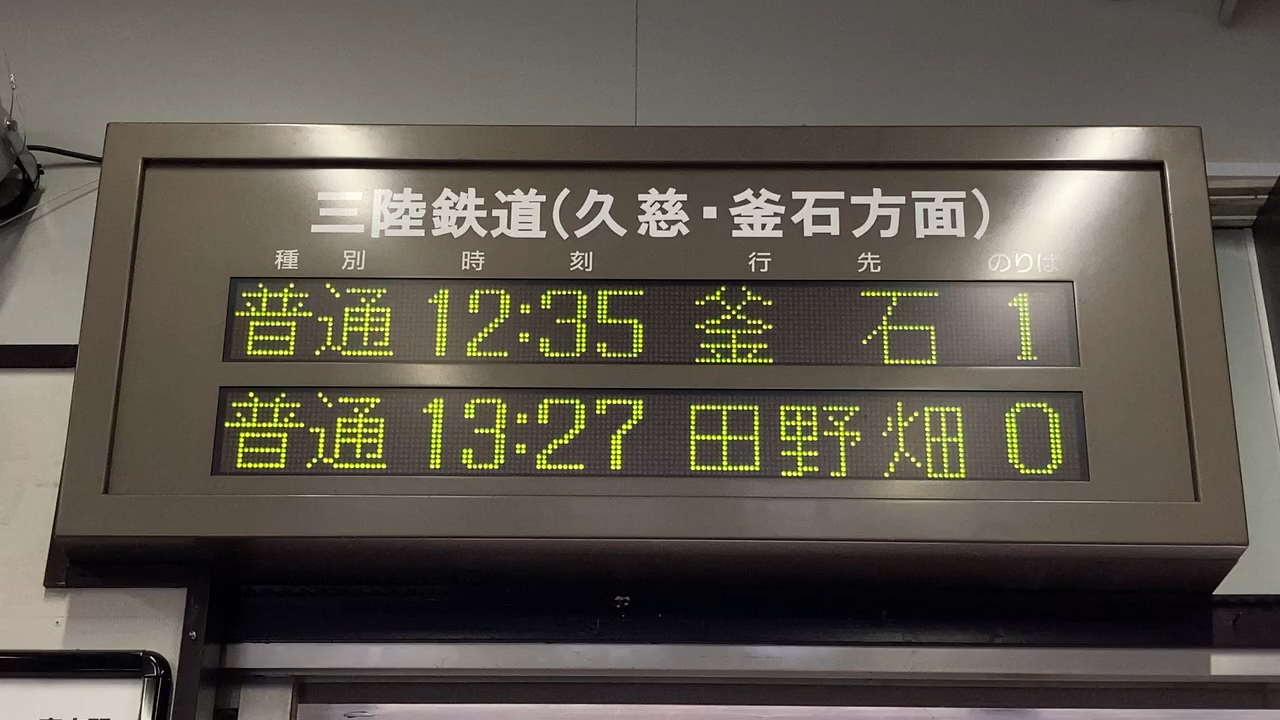 三陸鉄道(久慈・釜石方面)
種別 時刻 行先 のりば
普通 12:35 釜石 1
普通 13:27 田野畑 0